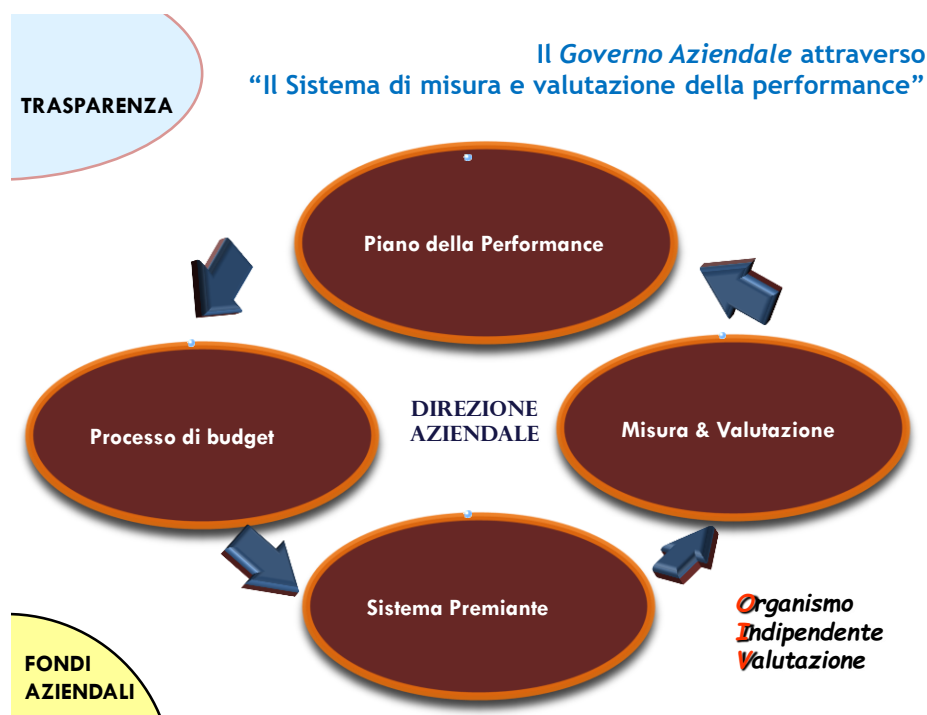 Il Governo Aziendale attraverso
“Il Sistema di misura e valutazione della performance”
TRASPARENZA
Piano della Performance
Processo di budget
DIREZIONE
AZIENDALE
Misura & Valutazione
Sistema Premiante
Organismo
Indipendente
Valutazione
FONDI
AZIENDALI